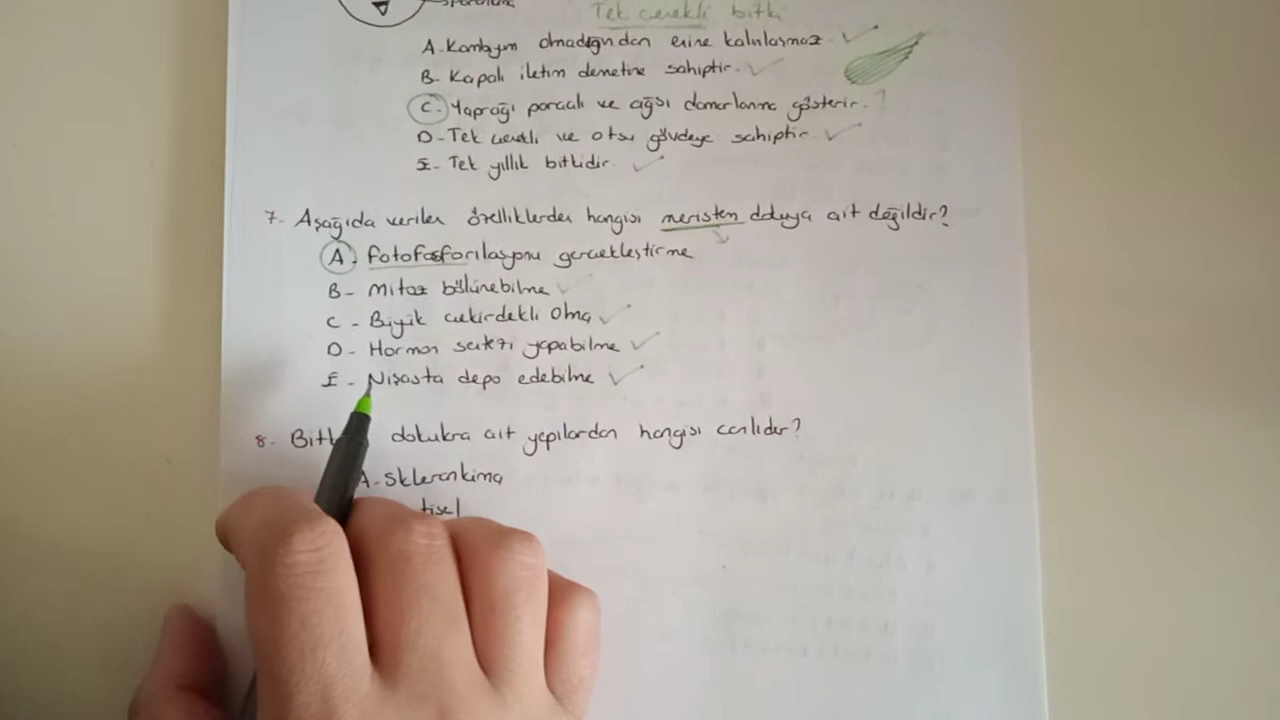 Tek çenekli bitki
A- Kambiyum olmadığından enine kalınlaşmaz
B- Kapalı iletim demetine sahiptir.
C- Yaprağı parçalı ve ağsı damarlanma gösterir. ?
D- Tek çenekli ve otsu gövdeye sahiptir.
E- Tek yıllık bitkidir.
7- Aşağıda verilen özelliklerden hangisi meristem dokuya ait değildir?
A- fotofosforilasyonu gerçekleştirme
B- Mitoz bölünebilme
C- Büyük çekirdekli olma
D- Hormon sentezi yapabilme
E- Nişasta depo edebilme
8- dokulara ait yapılardan hangisi canlıdır?
A- Sklerankima